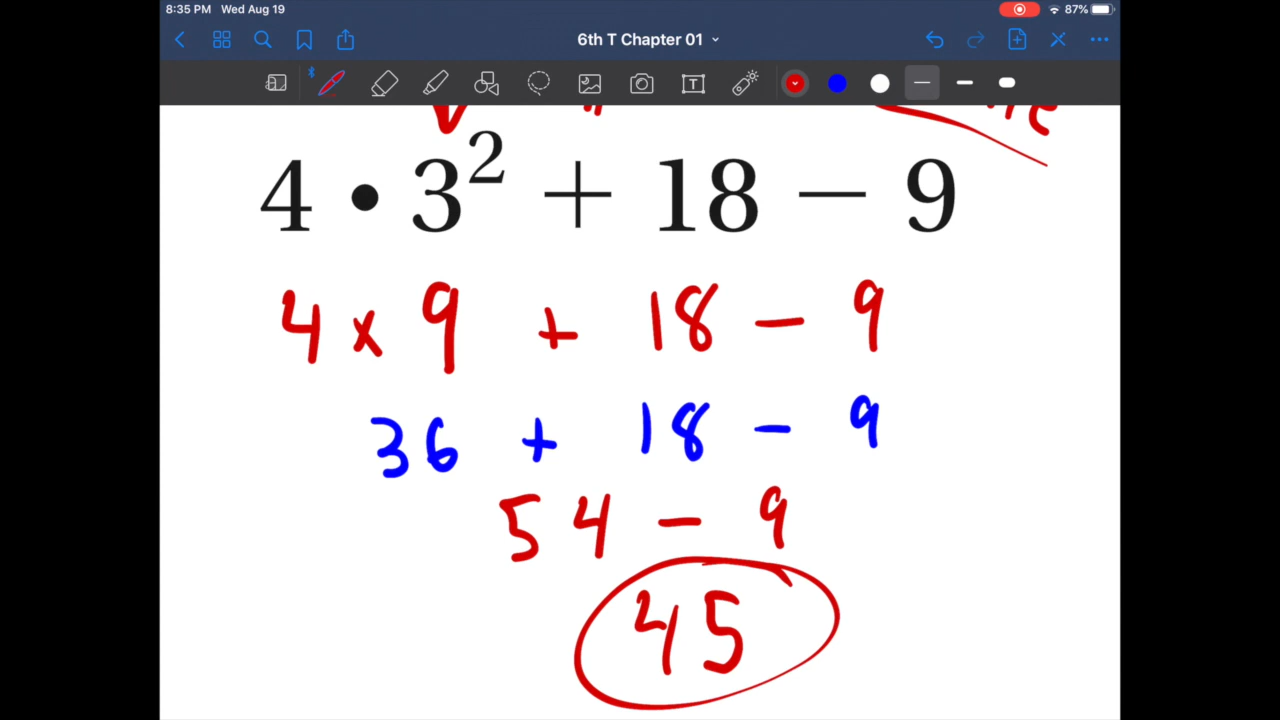 8:35 PM Wed Aug 19 87%
6th T Chapter 01
T
4 • 3² + 18 − 9
4 x 9 + 18 − 9
36 + 18 − 9
54 − 9
45